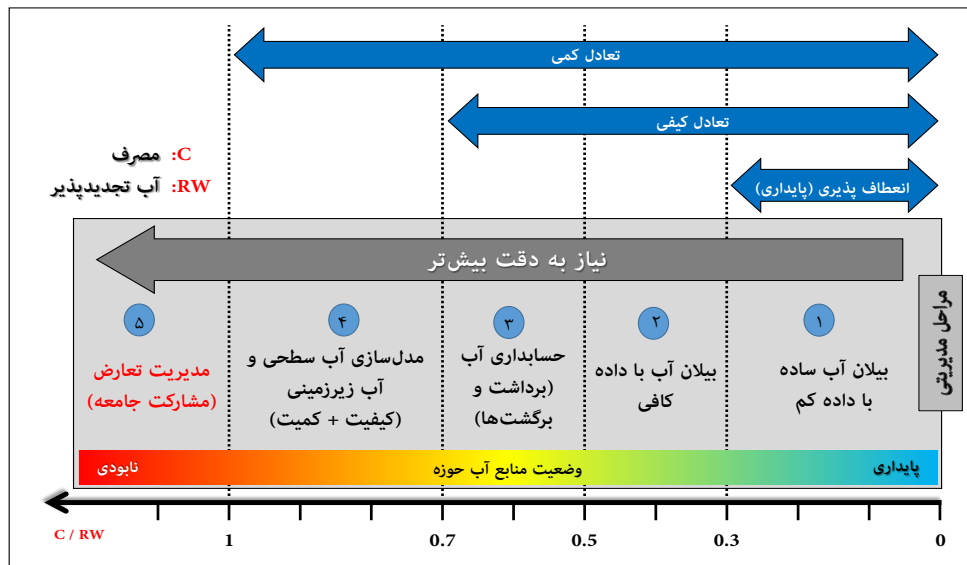 تعادل کمی
تعادل کیفی
C: مصرف
RW: آب تجدیدپذیر
انعطاف پذیری (پایداری)
نیاز به دقت بیش‌تر
مراحل مدیریتی
۱
بیلان آب ساده
با داده کم
۲
بیلان آب با داده
کافی
۳
حسابداری آب
(برداشت و
برگشت‌ها)
۴
مدل‌سازی آب سطحی و
آب زیرزمینی
(کیفیت + کمیت)
۵
مدیریت تعارض
(مشارکت جامعه)
پایداری
وضعیت منابع آب حوزه
نابودی
0
0.3
0.5
0.7
1
C / RW